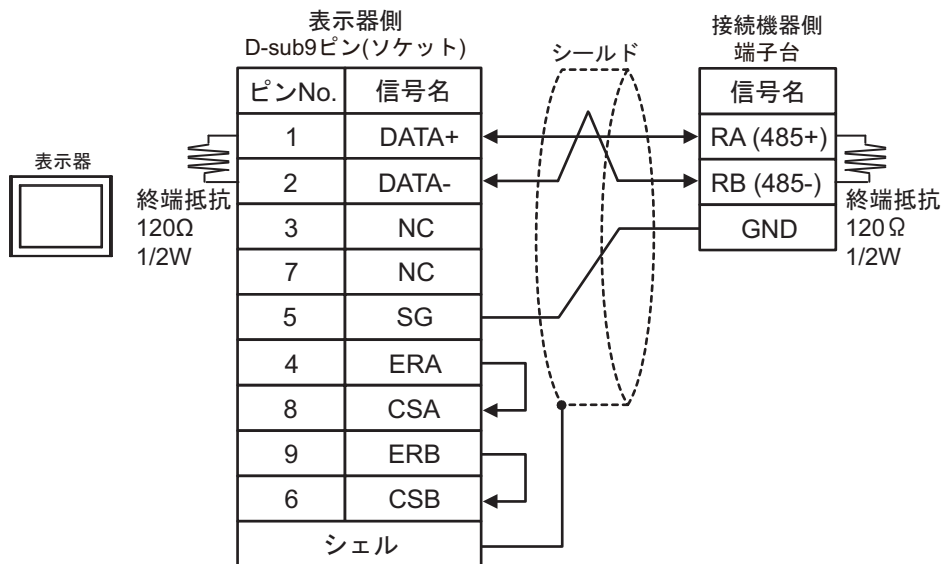 表示器側
D-sub9ピン(ソケット)
シールド
接続機器側
端子台
ピンNo. 信号名
信号名
1 DATA+
RA (485+)
2 DATA-
RB (485-)
3 NC
GND
7 NC
5 SG
4 ERA
8 CSA
9 ERB
6 CSB
シェル
表示器
終端抵抗
120Ω
1/2W
終端抵抗
120Ω
1/2W